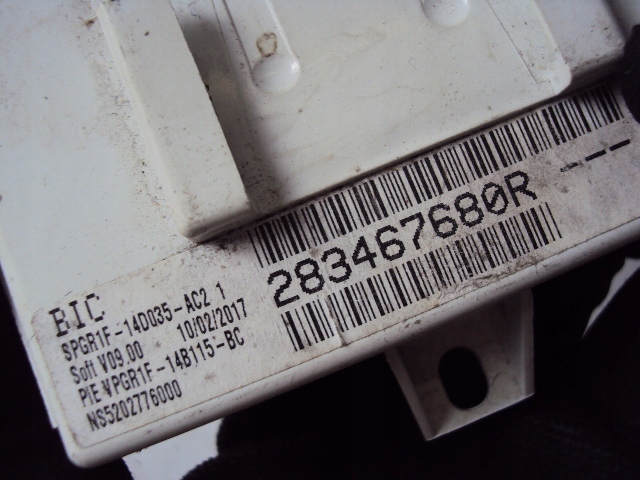 BIC
SPGR1F-14D035-AC2 1
Soft V09.00 10/02/2017
PIE VPGR1F-14B115-BC
NS5202776000
283467680R ---